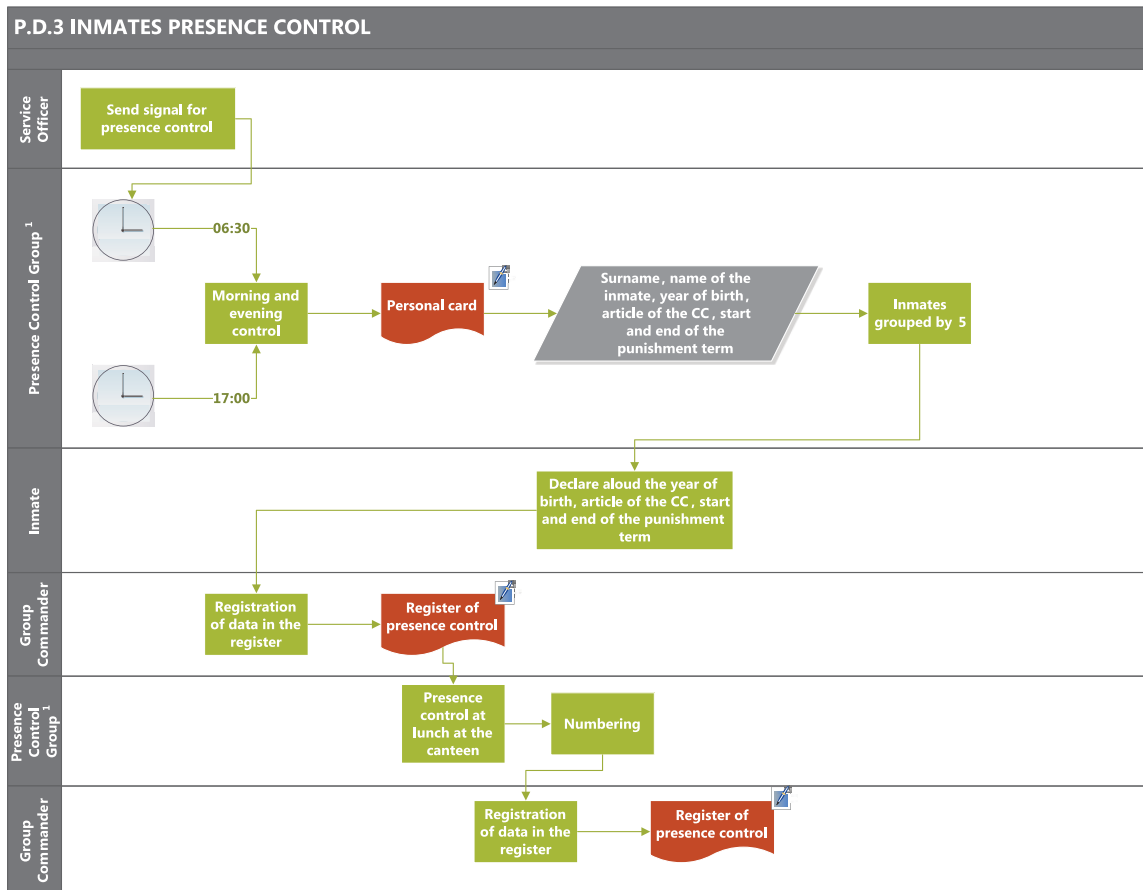 P.D.3 INMATES PRESENCE CONTROL
Service
Officer
Send signal for
presence control
Presence Control Group 1
06:30
17:00
Morning and
evening
control
Personal card
Surname, name of the
inmate, year of birth,
article of the CC, start
and end of the
punishment term
Inmates
grouped by 5
Inmate
Declare aloud the year of
birth, article of the CC, start
and end of the punishment
term
Group
Commander
Registration
of data in the
register
Register of
presence control
Presence
Control
Group 1
Presence
control at
lunch at the
canteen
Numbering
Group
Commander
Registration
of data in the
register
Register of
presence control